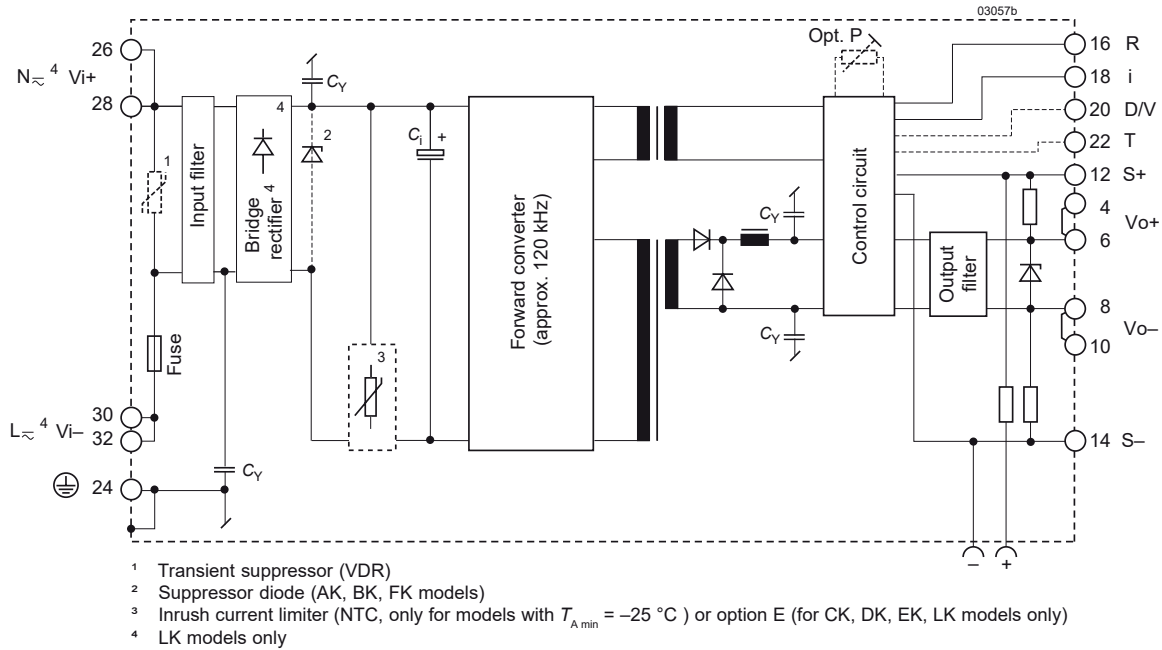 03057b
Opt. P
26
N≂ ⁴ Vi+
28
CY
4
2
1
Input filter
Bridge
rectifier ⁴
Ci
+
3
Fuse
30
L≂ ⁴ Vi–
32
24
CY
Forward converter
(approx. 120 kHz)
CY
CY
Control circuit
Output
filter
16 R
18 i
20 D/V
22 T
12 S+
4
Vo+
6
8
Vo–
10
14 S–
– +
¹ Transient suppressor (VDR)
² Suppressor diode (AK, BK, FK models)
³ Inrush current limiter (NTC, only for models with TA min = –25 °C ) or option E (for CK, DK, EK, LK models only)
⁴ LK models only